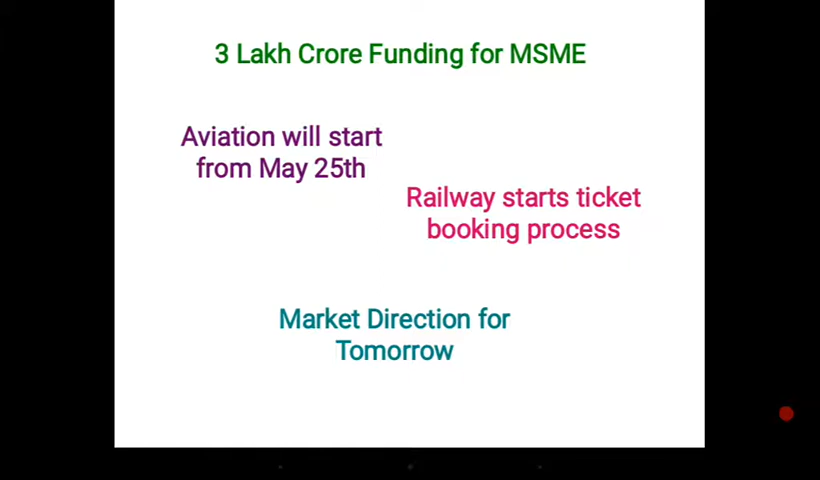 3 Lakh Crore Funding for MSME
Aviation will start
from May 25th
Railway starts ticket
booking process
Market Direction for
Tomorrow